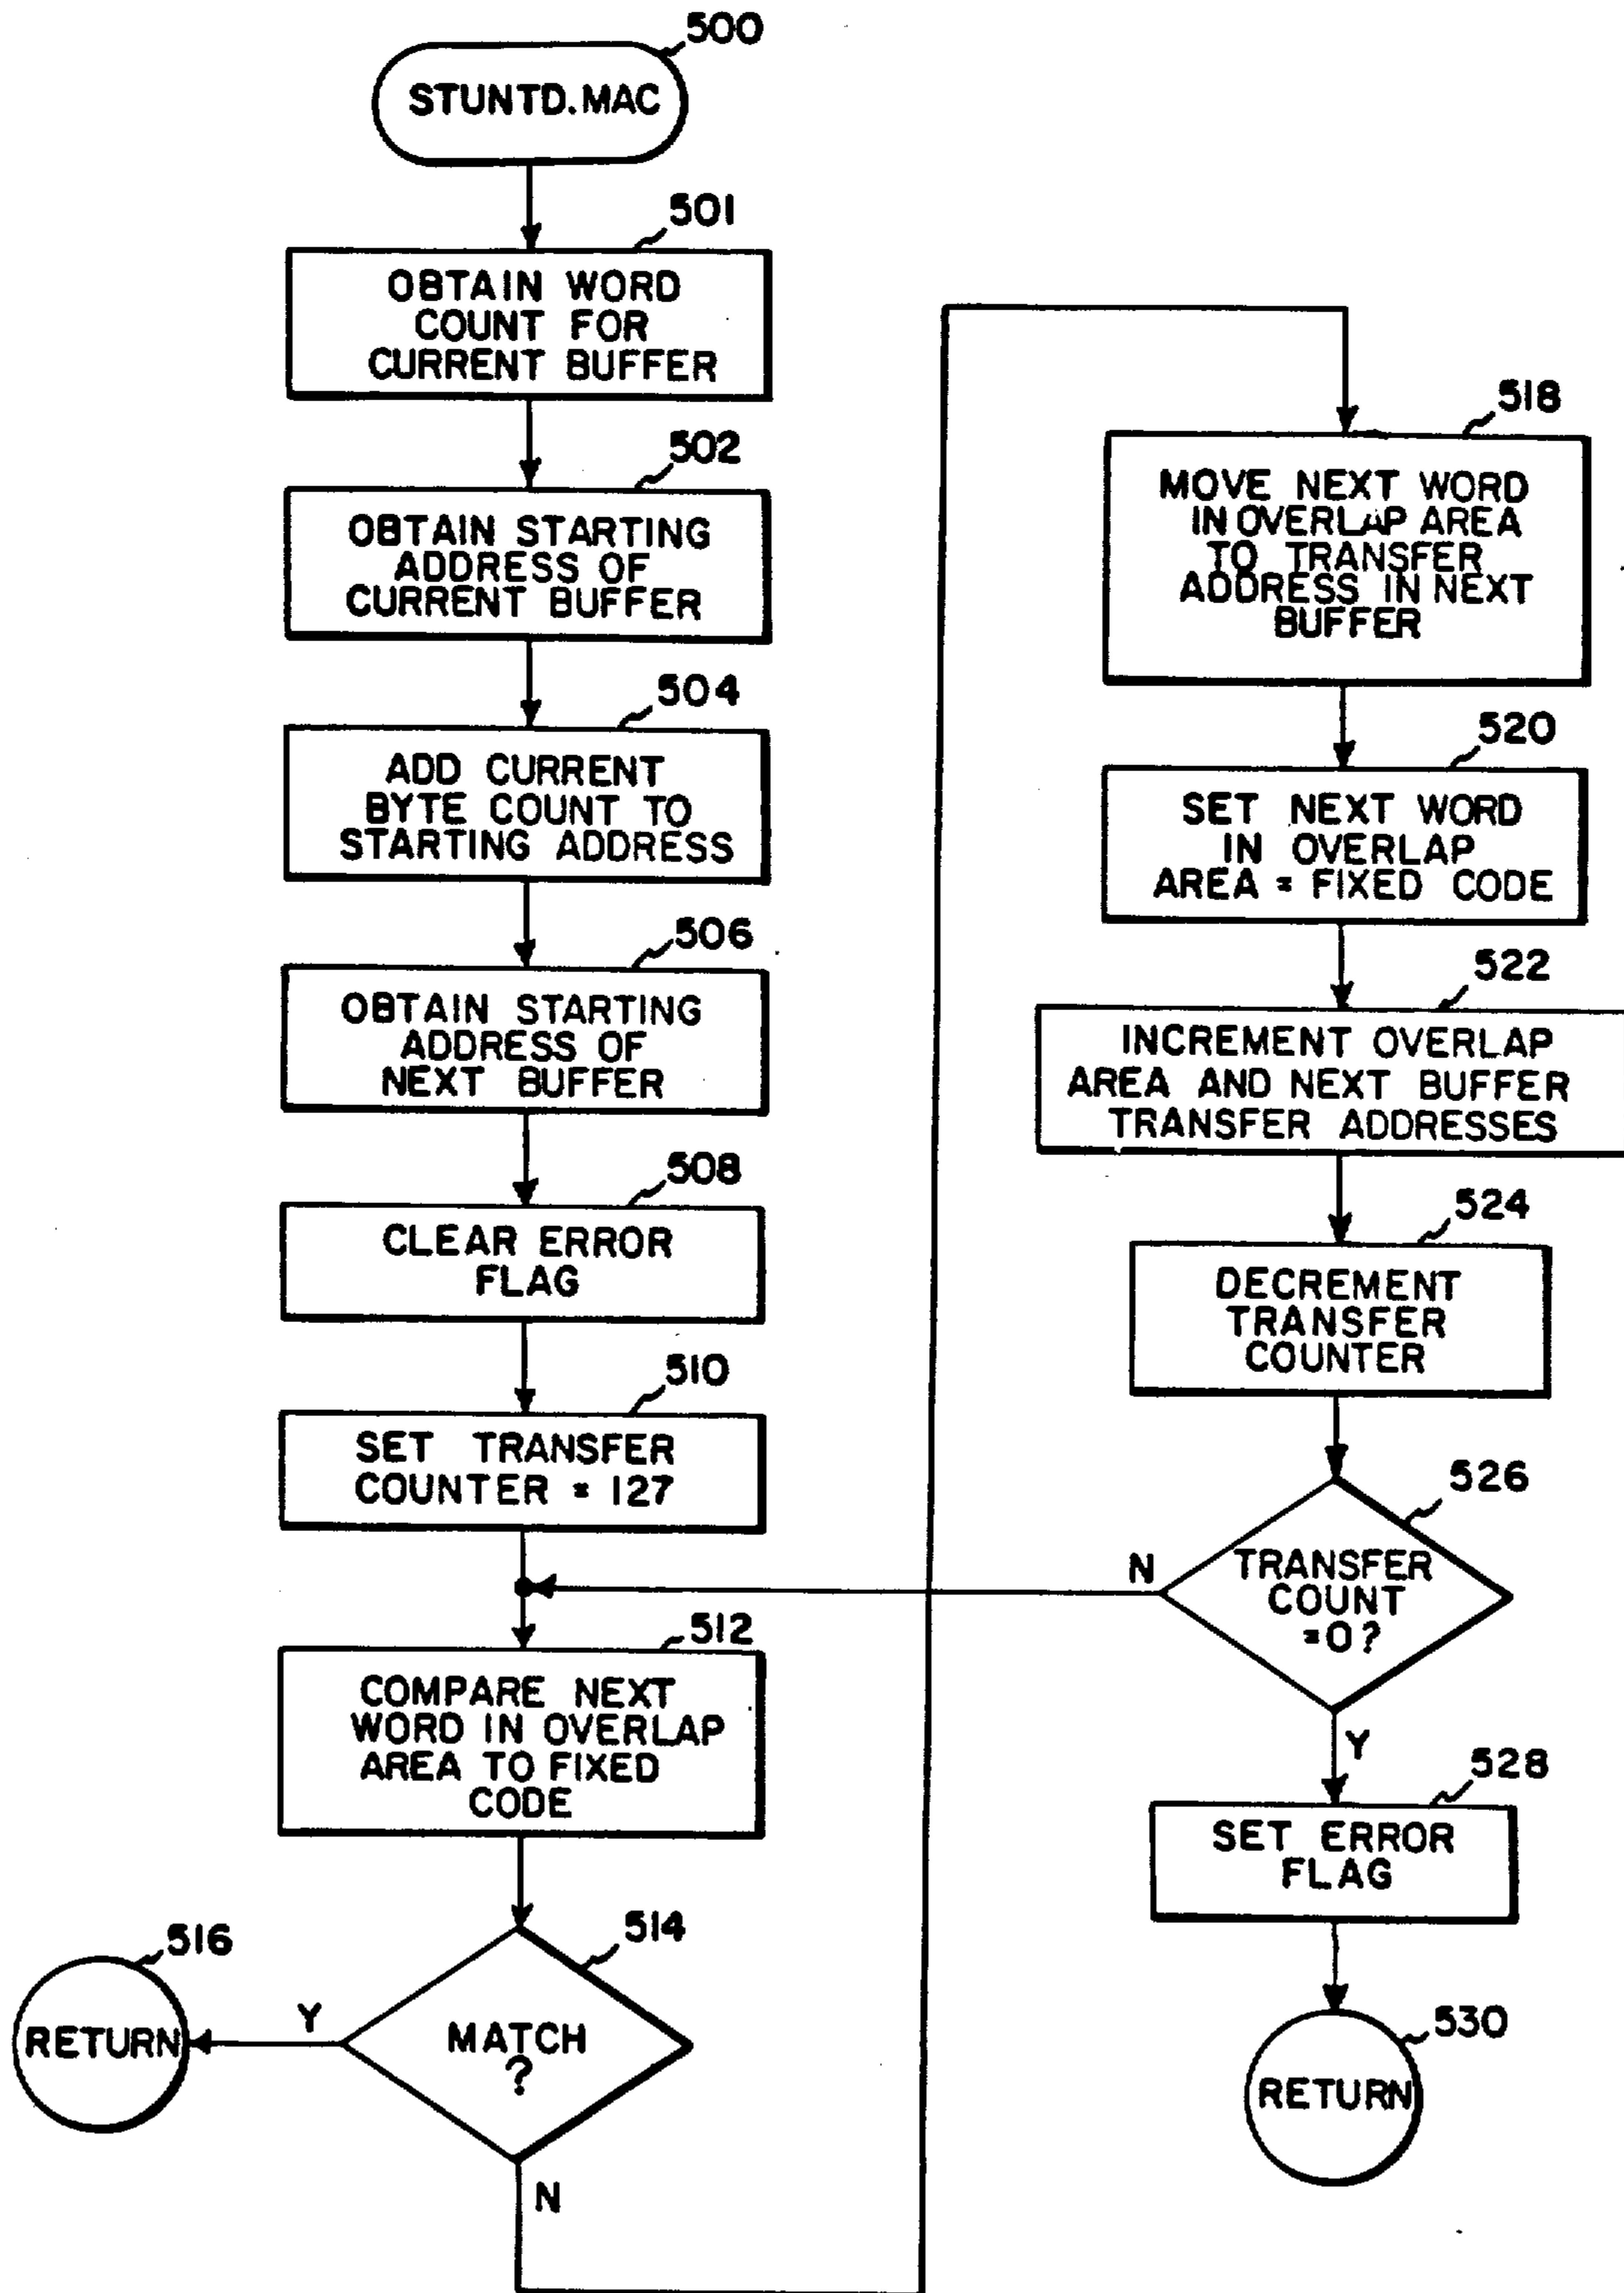 500
STUNTD.MAC
501
OBTAIN WORD
COUNT FOR
CURRENT BUFFER
502
OBTAIN STARTING
ADDRESS OF
CURRENT BUFFER
504
ADD CURRENT
BYTE COUNT TO
STARTING ADDRESS
506
OBTAIN STARTING
ADDRESS OF
NEXT BUFFER
508
CLEAR ERROR
FLAG
510
SET TRANSFER
COUNTER = 127
512
COMPARE NEXT
WORD IN OVERLAP
AREA TO FIXED
CODE
514
MATCH
?
Y
516
RETURN
N
518
MOVE NEXT WORD
IN OVERLAP AREA
TO TRANSFER
ADDRESS IN NEXT
BUFFER
520
SET NEXT WORD
IN OVERLAP
AREA = FIXED CODE
522
INCREMENT OVERLAP
AREA AND NEXT BUFFER
TRANSFER ADDRESSES
524
DECREMENT
TRANSFER
COUNTER
526
TRANSFER
COUNT
=0?
N
Y
528
SET ERROR
FLAG
530
RETURN